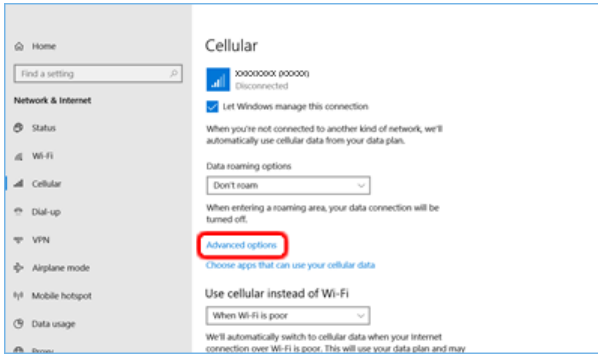 Home
Find a setting
Network & Internet
Status
Wi-Fi
Cellular
Dial-up
VPN
Airplane mode
Mobile hotspot
Data usage
Proxy
Cellular
Disconnected
Let Windows manage this connection
When you're not connected to another kind of network, we'll
automatically use cellular data from your data plan.
Data roaming options
Don't roam
When entering a roaming area, your data connection will be
turned off.
Advanced options
Choose apps that can use your cellular data
Use cellular instead of Wi-Fi
When Wi-Fi is poor
We'll automatically switch to cellular data when your Internet
connection over Wi-Fi is poor. This will use your data plan and may